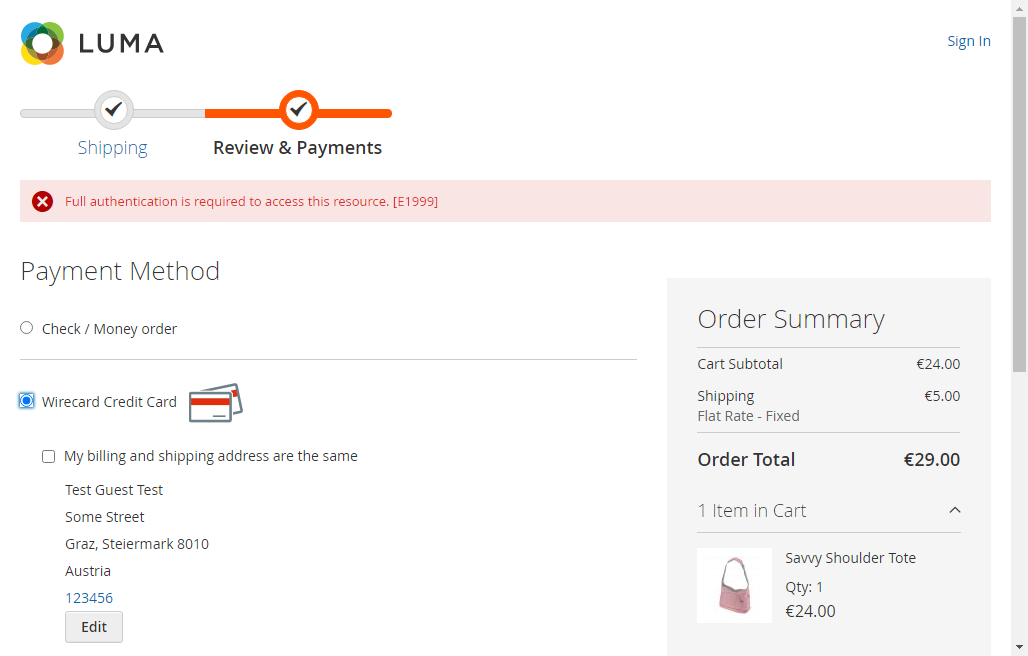 LUMA
Sign In
Shipping
Review & Payments
Full authentication is required to access this resource. [E1999]
Payment Method
Check / Money order
Wirecard Credit Card
My billing and shipping address are the same
Test Guest Test
Some Street
Graz, Steiermark 8010
Austria
123456
Edit
Order Summary
Cart Subtotal €24.00
Shipping €5.00
Flat Rate - Fixed
Order Total €29.00
1 Item in Cart
Savvy Shoulder Tote
Qty: 1
€24.00